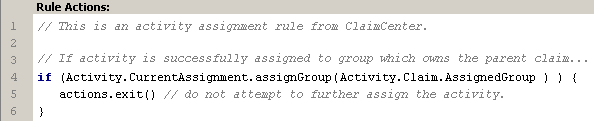 Rule Actions:
1 // This is an activity assignment rule from ClaimCenter.
2
3 // If activity is successfully assigned to group which owns the parent claim...
4 if (Activity.CurrentAssignment.assignGroup(Activity.Claim.AssignedGroup ) ) {
5 actions.exit() // do not attempt to further assign the activity.
6 }